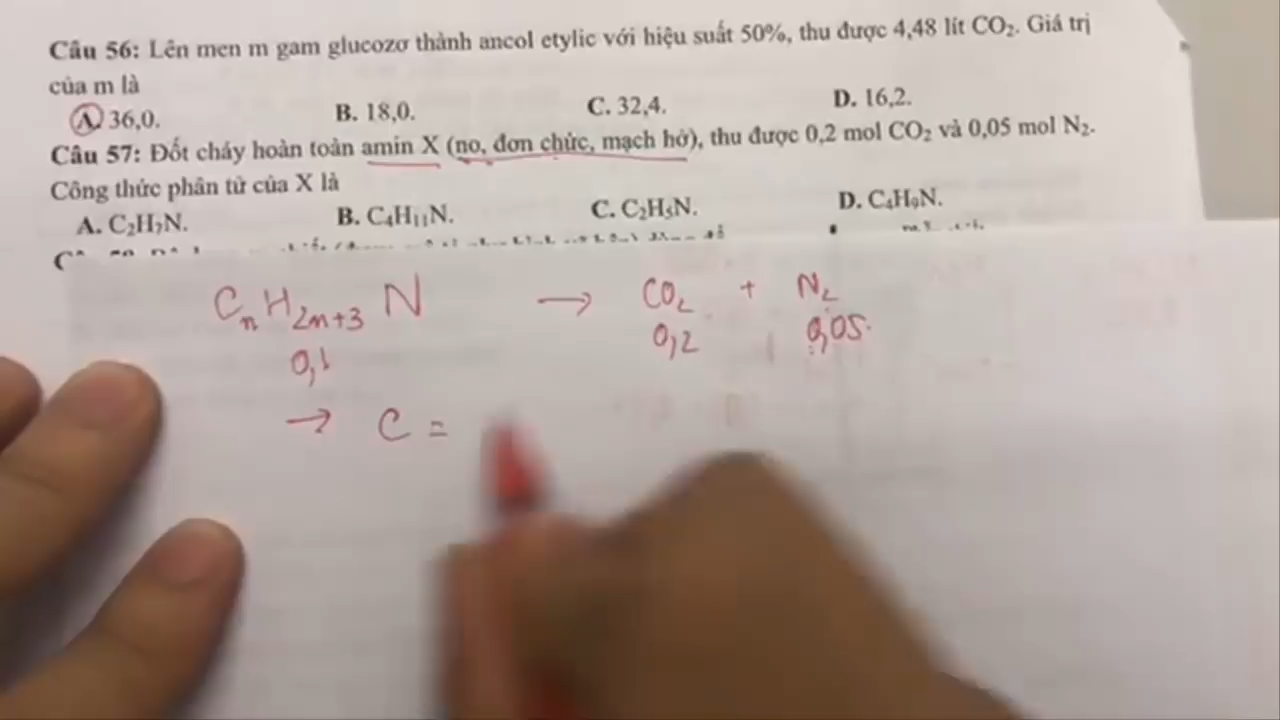 Câu 56: Lên men m gam glucozơ thành ancol etylic với hiệu suất 50%, thu được 4,48 lít CO₂. Giá trị
của m là
A. 36,0. B. 18,0. C. 32,4. D. 16,2.
Câu 57: Đốt cháy hoàn toàn amin X (no, đơn chức, mạch hở), thu được 0,2 mol CO₂ và 0,05 mol N₂.
Công thức phân tử của X là
A. C₂H₇N. B. C₄H₁₁N. C. C₂H₅N. D. C₄H₉N.
CₙH₂ₙ₊₃ N → CO₂ + N₂
0,1 0,2 0,05
→ C =